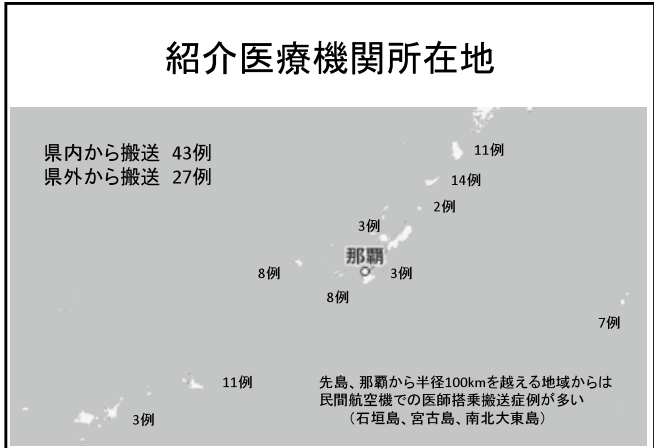 紹介医療機関所在地
県内から搬送 43例
県外から搬送 27例
11例
14例
2例
3例
那覇
8例
3例
8例
7例
11例
3例
先島、那覇から半径100kmを越える地域からは
民間航空機での医師搭乗搬送症例が多い
（石垣島、宮古島、南北大東島）